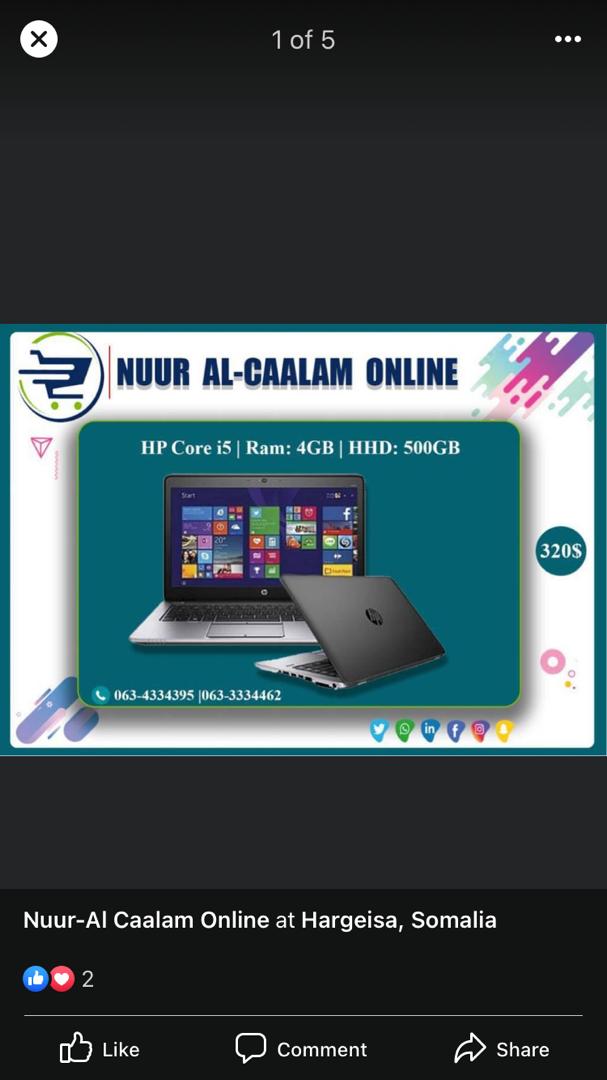 1 of 5
NUUR AL-CAALAM ONLINE
HP Core i5 | Ram: 4GB | HHD: 500GB
Start
320$
063-4334395 |063-3334462
Nuur-Al Caalam Online at Hargeisa, Somalia
2
Like
Comment
Share